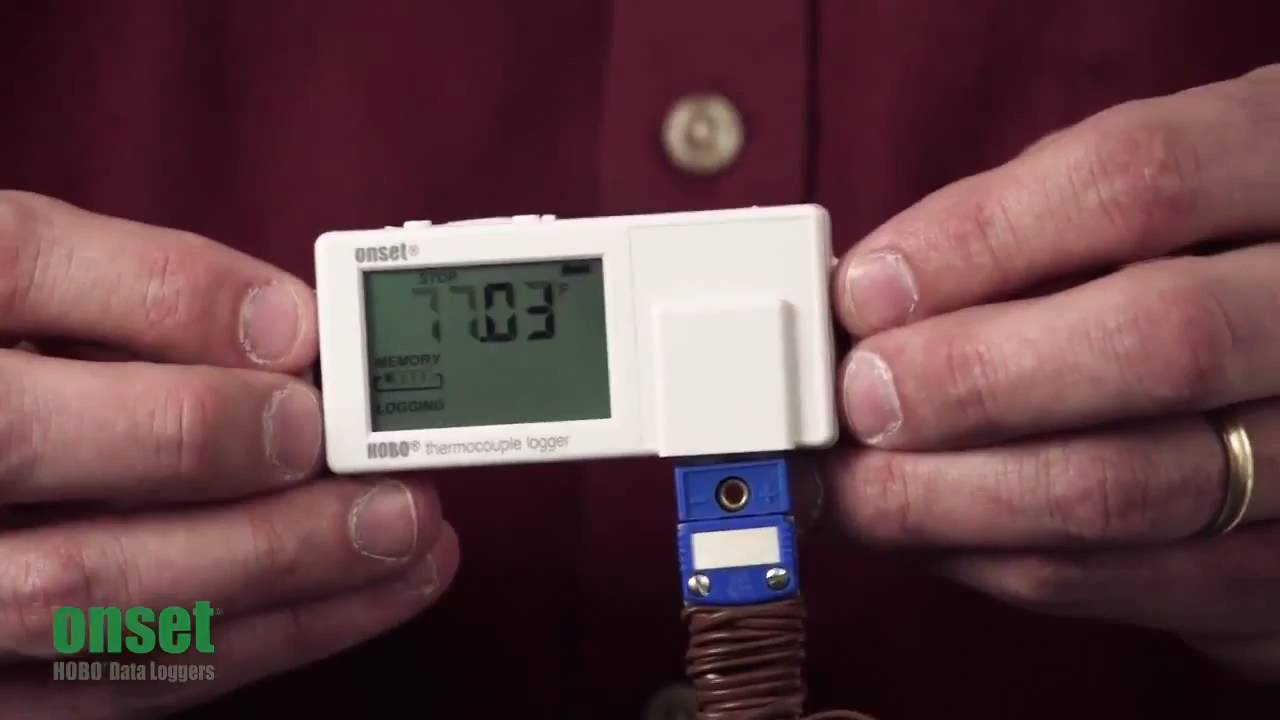 onset®
STOP
77.03 °F
MEMORY
LOGGING
HOBO® thermocouple logger
- +
onset®
HOBO® Data Loggers